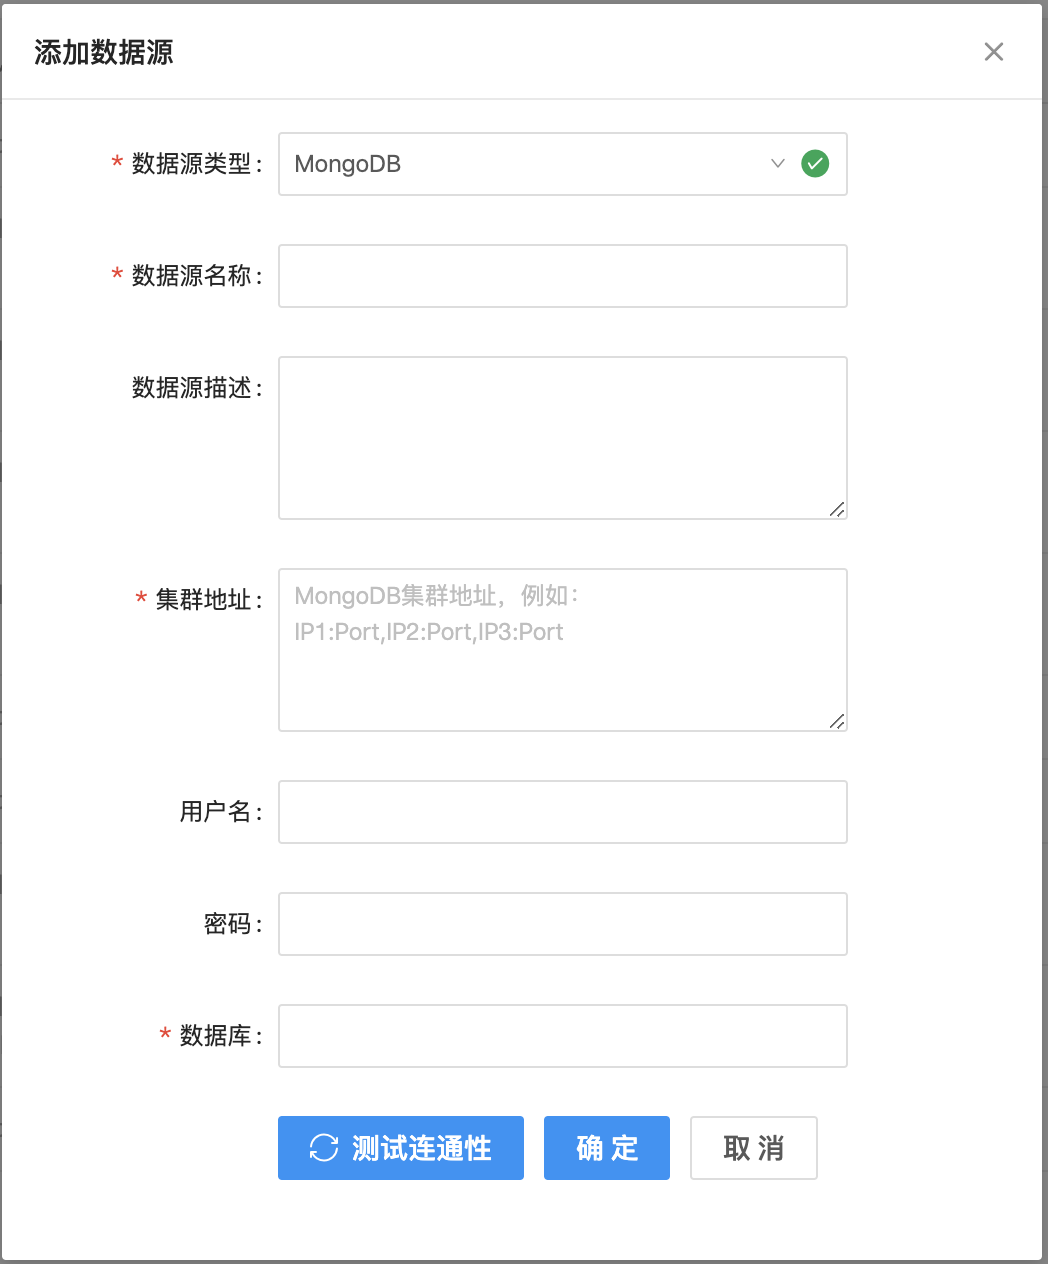 添加数据源
* 数据源类型: MongoDB
* 数据源名称:
数据源描述:
* 集群地址: MongoDB集群地址，例如：
IP1:Port,IP2:Port,IP3:Port
用户名:
密码:
* 数据库:
测试连通性 确 定 取 消